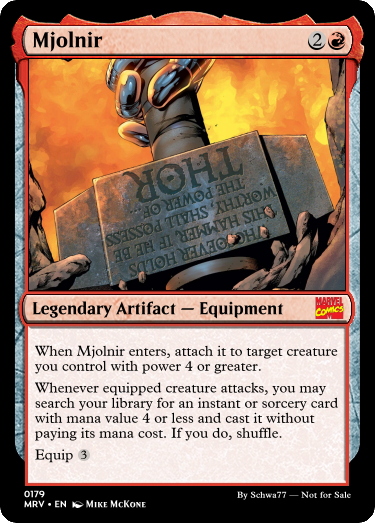 Mjolnir
2
HOLDS
HAMMER, IF HE BE
WORTHY, SHALL POSSESS
THE POWER OF...
THOR
Legendary Artifact — Equipment
MARVEL
COMICS
When Mjolnir enters, attach it to target creature
you control with power 4 or greater.
Whenever equipped creature attacks, you may
search your library for an instant or sorcery card
with mana value 4 or less and cast it without
paying its mana cost. If you do, shuffle.
Equip 3
0179
MRV • EN Mike McKone
By Schwa77 — Not for Sale